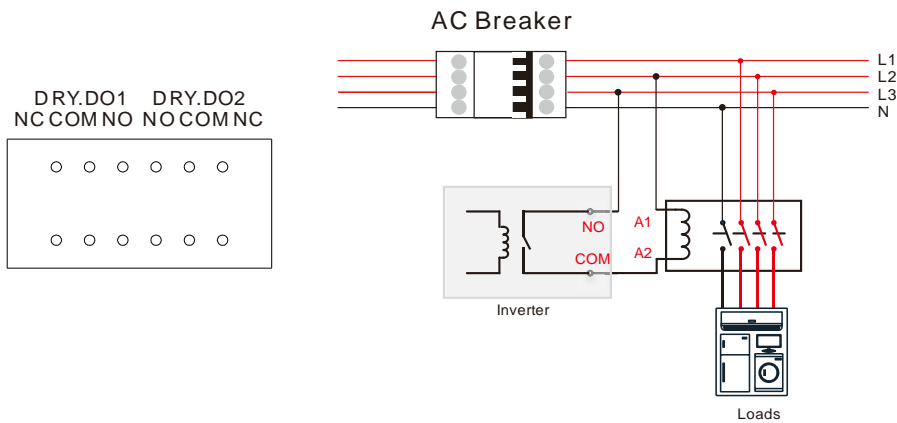 AC Breaker
L1
L2
L3
N
DRY.DO1 DRY.DO2
NC COM NO NO COM NC
NO
A1
COM
A2
Inverter
Loads